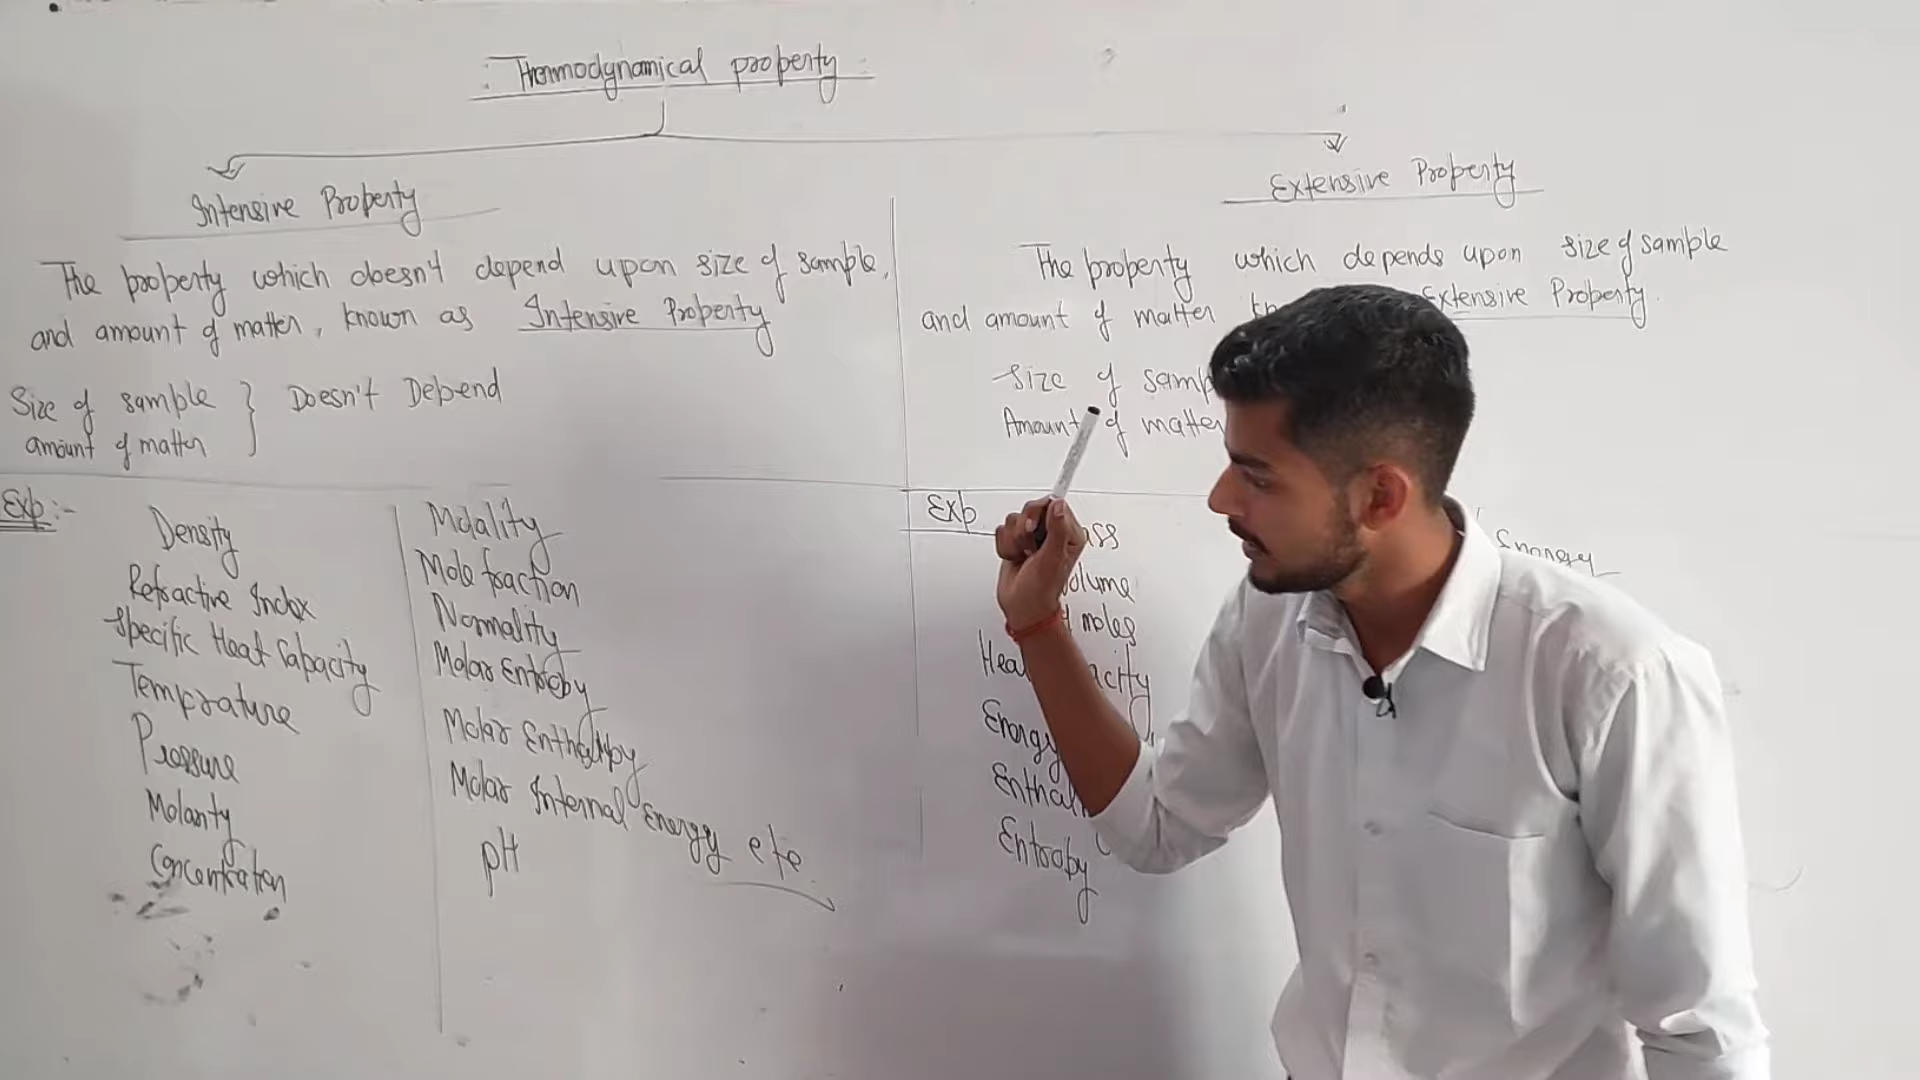 : Thermodynamical property :
Intensive Property
The property which doesn't depend upon size of sample,
and amount of matter, known as Intensive Property
Size of sample
amount of matter
} Doesn't Depend
Exp:-
Density
Refractive Index
Specific Heat Capacity
Temprature
Pressure
Molarity
Concentration
Molality
Mole fraction
Normality
Molar Entropy
Molar Enthalpy
Molar Internal Energy etc
pH
Extensive Property
The property which depends upon size of sample
and amount of matter Extensive Property.
Size of
Amount of matter
Exp
moles
Energy
Entropy
Energy